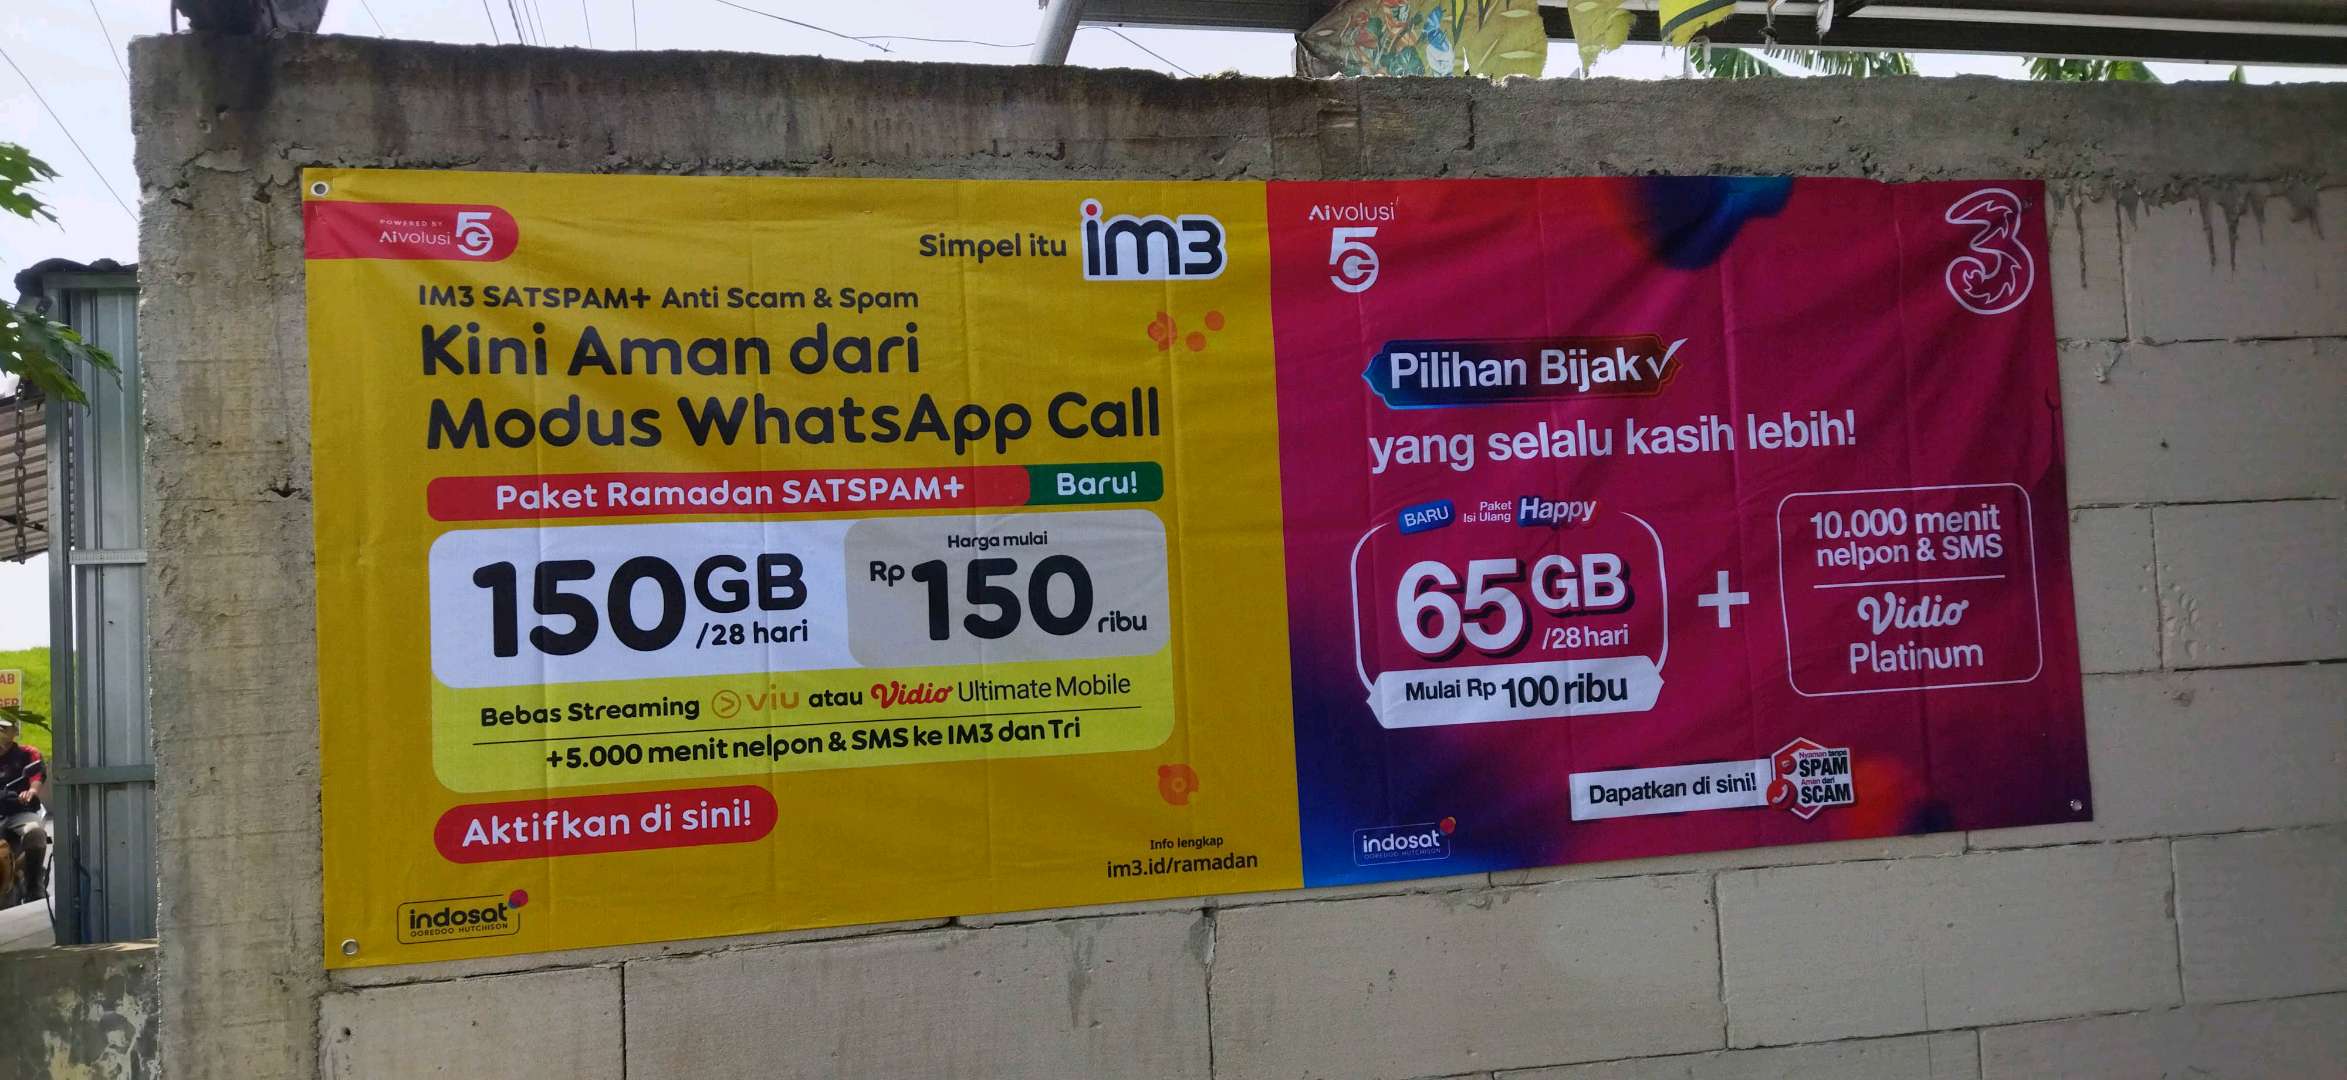 POWERED BY
Aivolusi 5G
Simpel itu im3
IM3 SATSPAM+ Anti Scam & Spam
Kini Aman dari
Modus WhatsApp Call
Paket Ramadan SATSPAM+ Baru!
150GB
/28 hari
Harga mulai
Rp 150 ribu
Bebas Streaming viu atau Vidio Ultimate Mobile
+5.000 menit nelpon & SMS ke IM3 dan Tri
Aktifkan di sini!
Info lengkap
im3.id/ramadan
indosat
OOREDOO HUTCHISON
Aivolusi
5G
3
Pilihan Bijak
yang selalu kasih lebih!
BARU Paket Isi Ulang Happy
65GB
/28 hari
Mulai Rp 100 ribu
+
10.000 menit
nelpon & SMS
Vidio
Platinum
Dapatkan di sini!
Nyaman tanpa
SPAM
Aman dari
SCAM
indosat
OOREDOO HUTCHISON